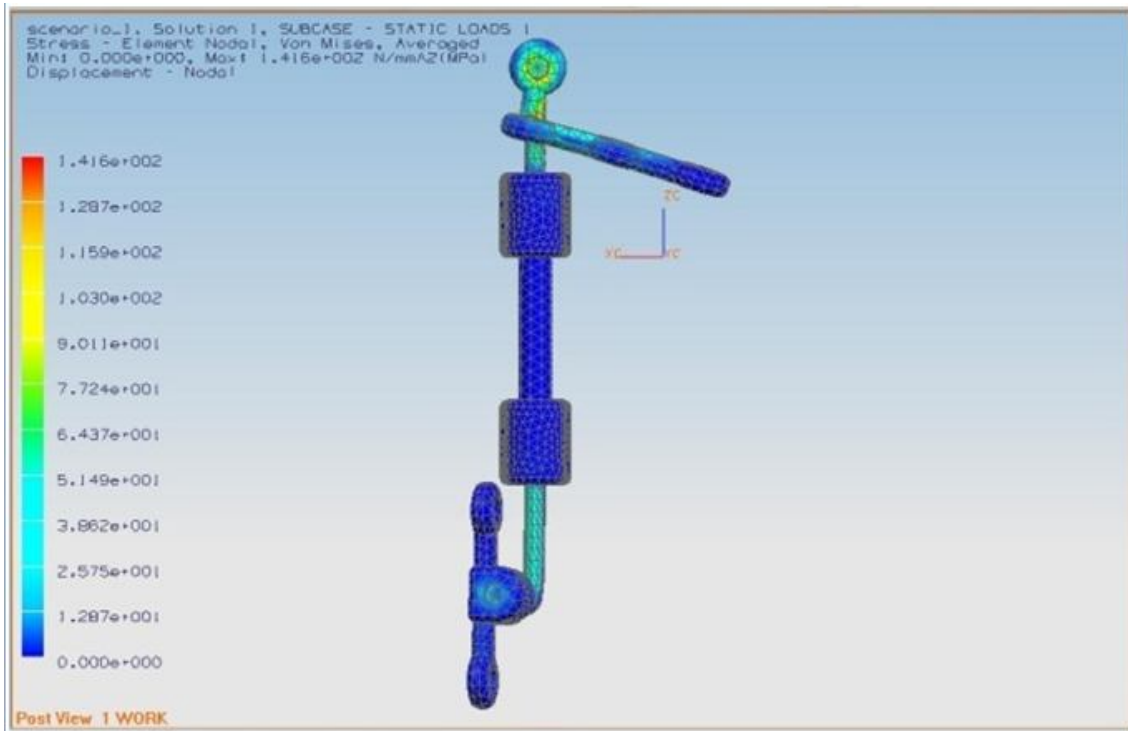 scenario_1, Solution 1, SUBCASE - STATIC LOADS 1
Stress - Element Nodal, Von Mises, Averaged
Min: 0.000e+000, Max: 1.416e+002 N/mm^2(MPa)
Displacement - Nodal
1.416e+002
1.287e+002
1.159e+002
1.030e+002
9.011e+001
7.724e+001
6.437e+001
5.149e+001
3.862e+001
2.575e+001
1.287e+001
0.000e+000
ZC
XC
YC
Post View 1 WORK